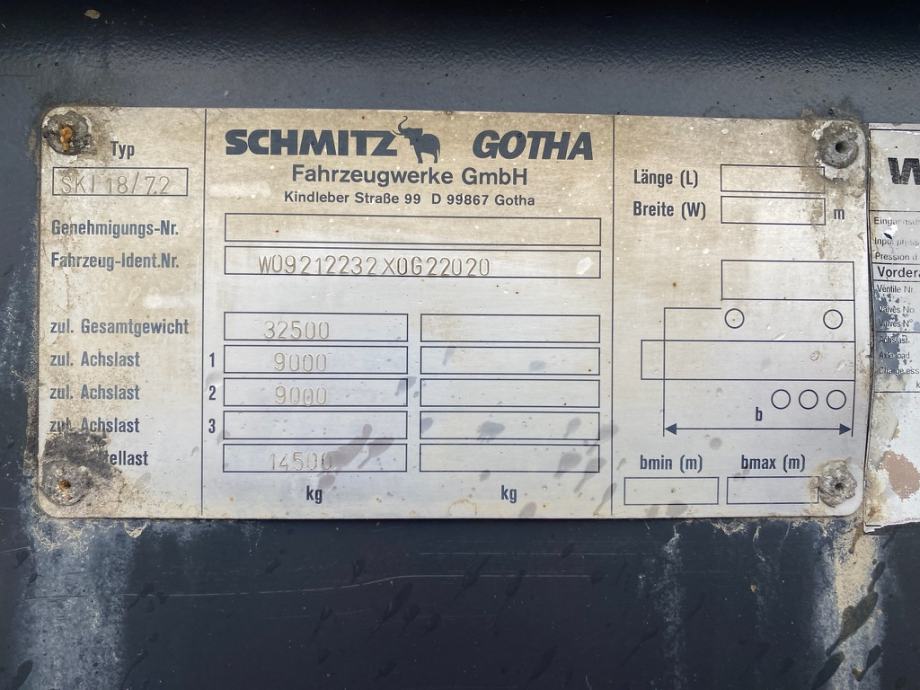 SCHMITZ GOTHA
Fahrzeugwerke GmbH
Kindleber Straße 99 D 99867 Gotha
Typ
SKI 18/7.2
Genehmigungs-Nr.
Fahrzeug-Ident.Nr. W09212232X0G22020
zul. Gesamtgewicht 32500
zul. Achslast 1 9000
zul. Achslast 2 9000
zul. Achslast 3
14500
kg kg
Länge (L)
Breite (W) m
b
bmin (m) bmax (m)
W
Ventile Nr